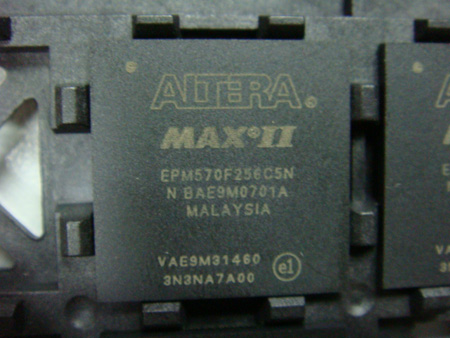 ALTERA®
MAX®II
EPM570F256C5N
N BAE9M0701A
MALAYSIA
VAE9M31460
3N3NA7A00
e1